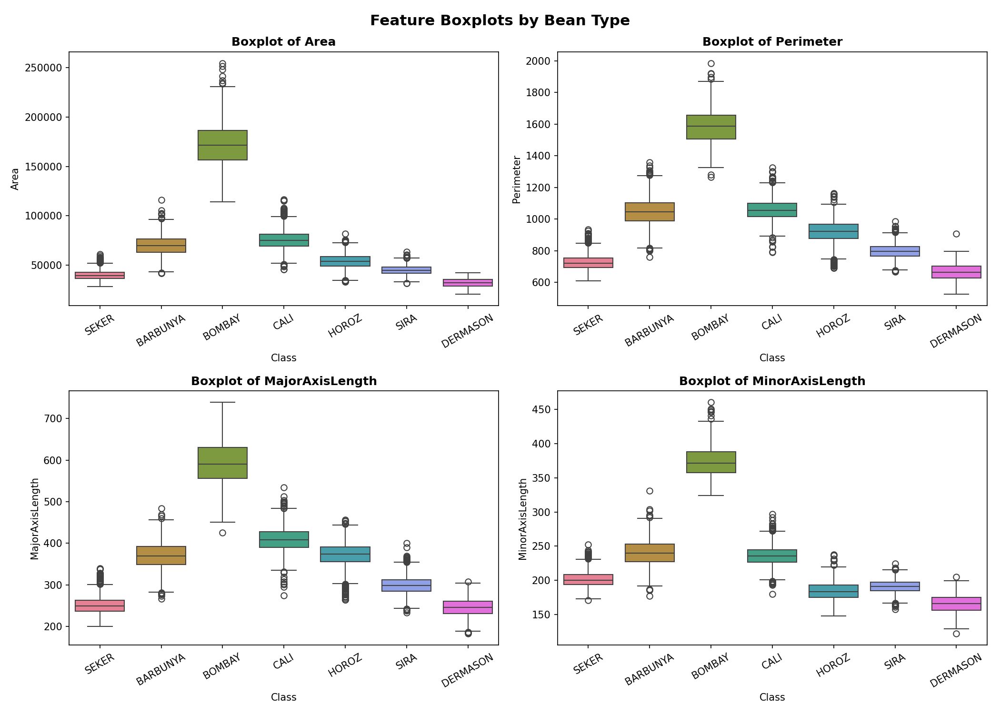 Feature Boxplots by Bean Type
Boxplot of Area
250000
200000
150000
100000
50000
Area
SEKER
BARBUNYA
BOMBAY
CALI
HOROZ
SIRA
DERMASON
Class
Boxplot of Perimeter
2000
1800
1600
1400
1200
1000
800
600
Perimeter
SEKER
BARBUNYA
BOMBAY
CALI
HOROZ
SIRA
DERMASON
Class
Boxplot of MajorAxisLength
700
600
500
400
300
200
MajorAxisLength
SEKER
BARBUNYA
BOMBAY
CALI
HOROZ
SIRA
DERMASON
Class
Boxplot of MinorAxisLength
450
400
350
300
250
200
150
MinorAxisLength
SEKER
BARBUNYA
BOMBAY
CALI
HOROZ
SIRA
DERMASON
Class